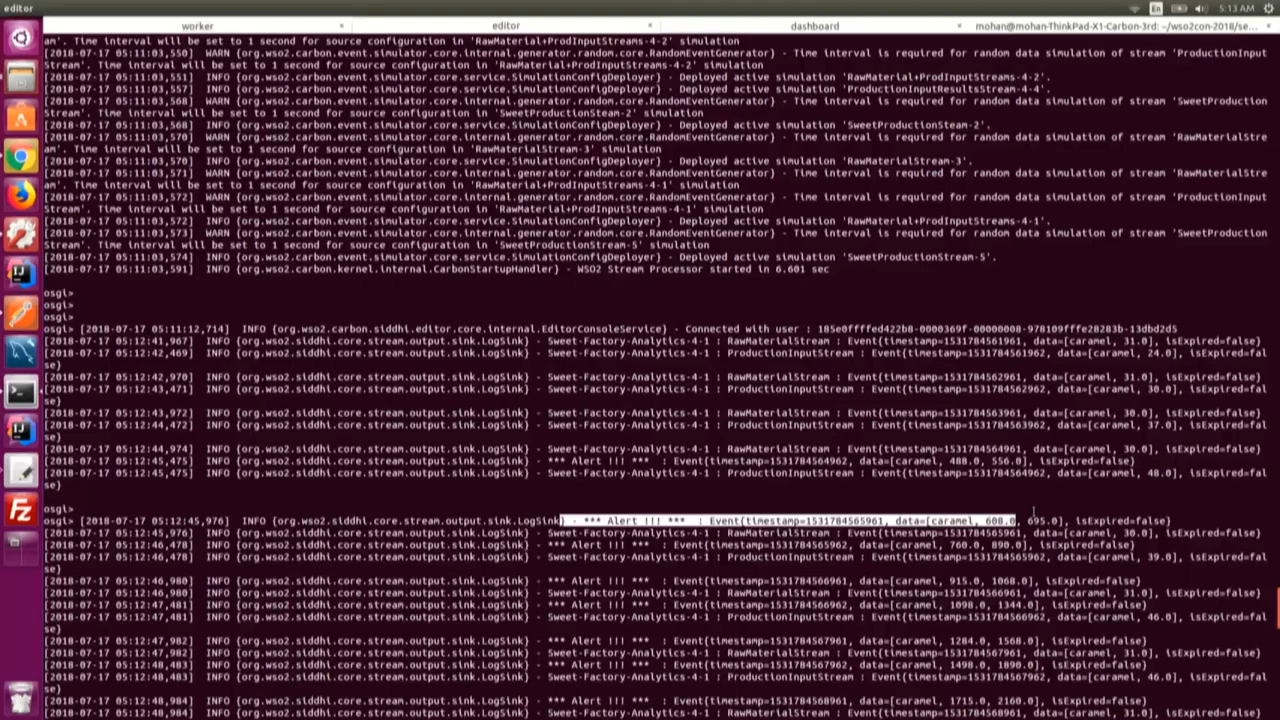 editor
En
5:13 AM
worker × editor × dashboard × mohan@mohan-ThinkPad-X1-Carbon-3rd: ~/wso2con-2018/se... ×
am'. Time interval will be set to 1 second for source configuration in 'RawMaterial+ProdInputStreams-4-2' simulation
[2018-07-17 05:11:03,550] WARN {org.wso2.carbon.event.simulator.core.internal.generator.random.core.RandomEventGenerator} - Time interval is required for random data simulation of stream 'ProductionInput
Stream'. Time interval will be set to 1 second for source configuration in 'RawMaterial+ProdInputStreams-4-2' simulation
[2018-07-17 05:11:03,551] INFO {org.wso2.carbon.event.simulator.core.service.SimulationConfigDeployer} - Deployed active simulation 'RawMaterial+ProdInputStreams-4-2'.
[2018-07-17 05:11:03,557] INFO {org.wso2.carbon.event.simulator.core.service.SimulationConfigDeployer} - Deployed active simulation 'ProductionInputResultsStream-4-4'.
[2018-07-17 05:11:03,568] WARN {org.wso2.carbon.event.simulator.core.internal.generator.random.core.RandomEventGenerator} - Time interval is required for random data simulation of stream 'SweetProduction
Stream'. Time interval will be set to 1 second for source configuration in 'SweetProductionSteam-2' simulation
[2018-07-17 05:11:03,568] INFO {org.wso2.carbon.event.simulator.core.service.SimulationConfigDeployer} - Deployed active simulation 'SweetProductionSteam-2'.
[2018-07-17 05:11:03,570] WARN {org.wso2.carbon.event.simulator.core.internal.generator.random.core.RandomEventGenerator} - Time interval is required for random data simulation of stream 'RawMaterialStre
am'. Time interval will be set to 1 second for source configuration in 'RawMaterialStream-3' simulation
[2018-07-17 05:11:03,570] INFO {org.wso2.carbon.event.simulator.core.service.SimulationConfigDeployer} - Deployed active simulation 'RawMaterialStream-3'.
[2018-07-17 05:11:03,571] WARN {org.wso2.carbon.event.simulator.core.internal.generator.random.core.RandomEventGenerator} - Time interval is required for random data simulation of stream 'RawMaterialStre
am'. Time interval will be set to 1 second for source configuration in 'RawMaterial+ProdInputStreams-4-1' simulation
[2018-07-17 05:11:03,572] WARN {org.wso2.carbon.event.simulator.core.internal.generator.random.core.RandomEventGenerator} - Time interval is required for random data simulation of stream 'ProductionInput
Stream'. Time interval will be set to 1 second for source configuration in 'RawMaterial+ProdInputStreams-4-1' simulation
[2018-07-17 05:11:03,572] INFO {org.wso2.carbon.event.simulator.core.service.SimulationConfigDeployer} - Deployed active simulation 'RawMaterial+ProdInputStreams-4-1'.
[2018-07-17 05:11:03,573] WARN {org.wso2.carbon.event.simulator.core.internal.generator.random.core.RandomEventGenerator} - Time interval is required for random data simulation of stream 'SweetProduction
Stream'. Time interval will be set to 1 second for source configuration in 'SweetProductionStream-5' simulation
[2018-07-17 05:11:03,574] INFO {org.wso2.carbon.event.simulator.core.service.SimulationConfigDeployer} - Deployed active simulation 'SweetProductionStream-5'.
[2018-07-17 05:11:03,591] INFO {org.wso2.carbon.kernel.internal.CarbonStartupHandler} - WSO2 Stream Processor started in 6.601 sec
osgi>
osgi>
osgi>
osgi> [2018-07-17 05:11:12,714] INFO {org.wso2.carbon.siddhi.editor.core.internal.EditorConsoleService} - Connected with user : 185e0ffffed422b8-0000369f-00000008-978109fffe28283b-13dbd2d5
[2018-07-17 05:12:41,967] INFO {org.wso2.siddhi.core.stream.output.sink.LogSink} - Sweet-Factory-Analytics-4-1 : RawMaterialStream : Event{timestamp=1531784561961, data=[caramel, 31.0], isExpired=false}
[2018-07-17 05:12:42,469] INFO {org.wso2.siddhi.core.stream.output.sink.LogSink} - Sweet-Factory-Analytics-4-1 : ProductionInputStream : Event{timestamp=1531784561962, data=[caramel, 24.0], isExpired=fal
se}
[2018-07-17 05:12:42,970] INFO {org.wso2.siddhi.core.stream.output.sink.LogSink} - Sweet-Factory-Analytics-4-1 : RawMaterialStream : Event{timestamp=1531784562961, data=[caramel, 31.0], isExpired=false}
[2018-07-17 05:12:43,471] INFO {org.wso2.siddhi.core.stream.output.sink.LogSink} - Sweet-Factory-Analytics-4-1 : ProductionInputStream : Event{timestamp=1531784562962, data=[caramel, 30.0], isExpired=fal
se}
[2018-07-17 05:12:43,972] INFO {org.wso2.siddhi.core.stream.output.sink.LogSink} - Sweet-Factory-Analytics-4-1 : RawMaterialStream : Event{timestamp=1531784563961, data=[caramel, 30.0], isExpired=false}
[2018-07-17 05:12:44,472] INFO {org.wso2.siddhi.core.stream.output.sink.LogSink} - Sweet-Factory-Analytics-4-1 : ProductionInputStream : Event{timestamp=1531784563962, data=[caramel, 37.0], isExpired=fal
se}
[2018-07-17 05:12:44,974] INFO {org.wso2.siddhi.core.stream.output.sink.LogSink} - Sweet-Factory-Analytics-4-1 : RawMaterialStream : Event{timestamp=1531784564961, data=[caramel, 30.0], isExpired=false}
[2018-07-17 05:12:45,475] INFO {org.wso2.siddhi.core.stream.output.sink.LogSink} - *** Alert !!! *** : Event{timestamp=1531784564962, data=[caramel, 488.0, 556.0], isExpired=false}
[2018-07-17 05:12:45,475] INFO {org.wso2.siddhi.core.stream.output.sink.LogSink} - Sweet-Factory-Analytics-4-1 : ProductionInputStream : Event{timestamp=1531784564962, data=[caramel, 48.0], isExpired=fal
se}
osgi>
osgi> [2018-07-17 05:12:45,976] INFO {org.wso2.siddhi.core.stream.output.sink.LogSink} - *** Alert !!! *** : Event{timestamp=1531784565961, data=[caramel, 608.0, 695.0], isExpired=false}
[2018-07-17 05:12:45,976] INFO {org.wso2.siddhi.core.stream.output.sink.LogSink} - Sweet-Factory-Analytics-4-1 : RawMaterialStream : Event{timestamp=1531784565961, data=[caramel, 30.0], isExpired=false}
[2018-07-17 05:12:46,478] INFO {org.wso2.siddhi.core.stream.output.sink.LogSink} - *** Alert !!! *** : Event{timestamp=1531784565962, data=[caramel, 760.0, 890.0], isExpired=false}
[2018-07-17 05:12:46,478] INFO {org.wso2.siddhi.core.stream.output.sink.LogSink} - Sweet-Factory-Analytics-4-1 : ProductionInputStream : Event{timestamp=1531784565962, data=[caramel, 39.0], isExpired=fal
se}
[2018-07-17 05:12:46,980] INFO {org.wso2.siddhi.core.stream.output.sink.LogSink} - *** Alert !!! *** : Event{timestamp=1531784566961, data=[caramel, 915.0, 1068.0], isExpired=false}
[2018-07-17 05:12:46,980] INFO {org.wso2.siddhi.core.stream.output.sink.LogSink} - Sweet-Factory-Analytics-4-1 : RawMaterialStream : Event{timestamp=1531784566961, data=[caramel, 31.0], isExpired=false}
[2018-07-17 05:12:47,481] INFO {org.wso2.siddhi.core.stream.output.sink.LogSink} - *** Alert !!! *** : Event{timestamp=1531784566962, data=[caramel, 1098.0, 1344.0], isExpired=false}
[2018-07-17 05:12:47,481] INFO {org.wso2.siddhi.core.stream.output.sink.LogSink} - Sweet-Factory-Analytics-4-1 : ProductionInputStream : Event{timestamp=1531784566962, data=[caramel, 46.0], isExpired=fal
se}
[2018-07-17 05:12:47,982] INFO {org.wso2.siddhi.core.stream.output.sink.LogSink} - *** Alert !!! *** : Event{timestamp=1531784567961, data=[caramel, 1284.0, 1568.0], isExpired=false}
[2018-07-17 05:12:47,982] INFO {org.wso2.siddhi.core.stream.output.sink.LogSink} - Sweet-Factory-Analytics-4-1 : RawMaterialStream : Event{timestamp=1531784567961, data=[caramel, 31.0], isExpired=false}
[2018-07-17 05:12:48,483] INFO {org.wso2.siddhi.core.stream.output.sink.LogSink} - *** Alert !!! *** : Event{timestamp=1531784567962, data=[caramel, 1498.0, 1890.0], isExpired=false}
[2018-07-17 05:12:48,483] INFO {org.wso2.siddhi.core.stream.output.sink.LogSink} - Sweet-Factory-Analytics-4-1 : ProductionInputStream : Event{timestamp=1531784567962, data=[caramel, 46.0], isExpired=fal
se}
[2018-07-17 05:12:48,984] INFO {org.wso2.siddhi.core.stream.output.sink.LogSink} - *** Alert !!! *** : Event{timestamp=1531784568961, data=[caramel, 1715.0, 2160.0], isExpired=false}
[2018-07-17 05:12:48,984] INFO {org.wso2.siddhi.core.stream.output.sink.LogSink} - Sweet-Factory-Analytics-4-1 : RawMaterialStream : Event{timestamp=1531784568961, data=[caramel, 31.0], isExpired=false}